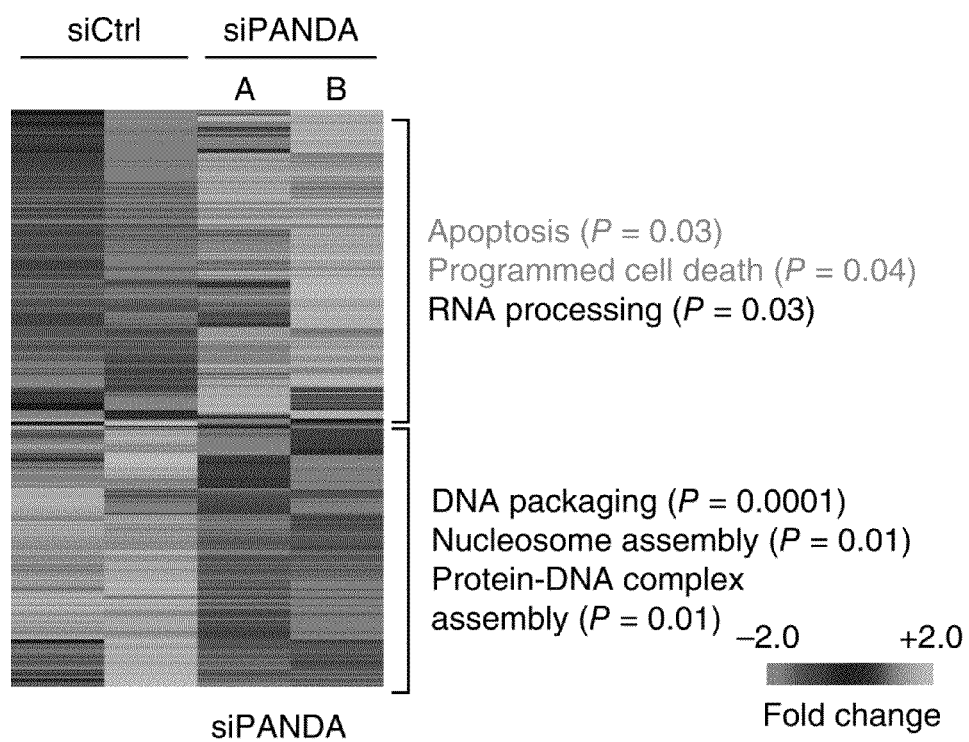 siCtrl siPANDA
A B
Apoptosis (P = 0.03)
Programmed cell death (P = 0.04)
RNA processing (P = 0.03)
DNA packaging (P = 0.0001)
Nucleosome assembly (P = 0.01)
Protein-DNA complex
assembly (P = 0.01)
–2.0 +2.0
Fold change
siPANDA